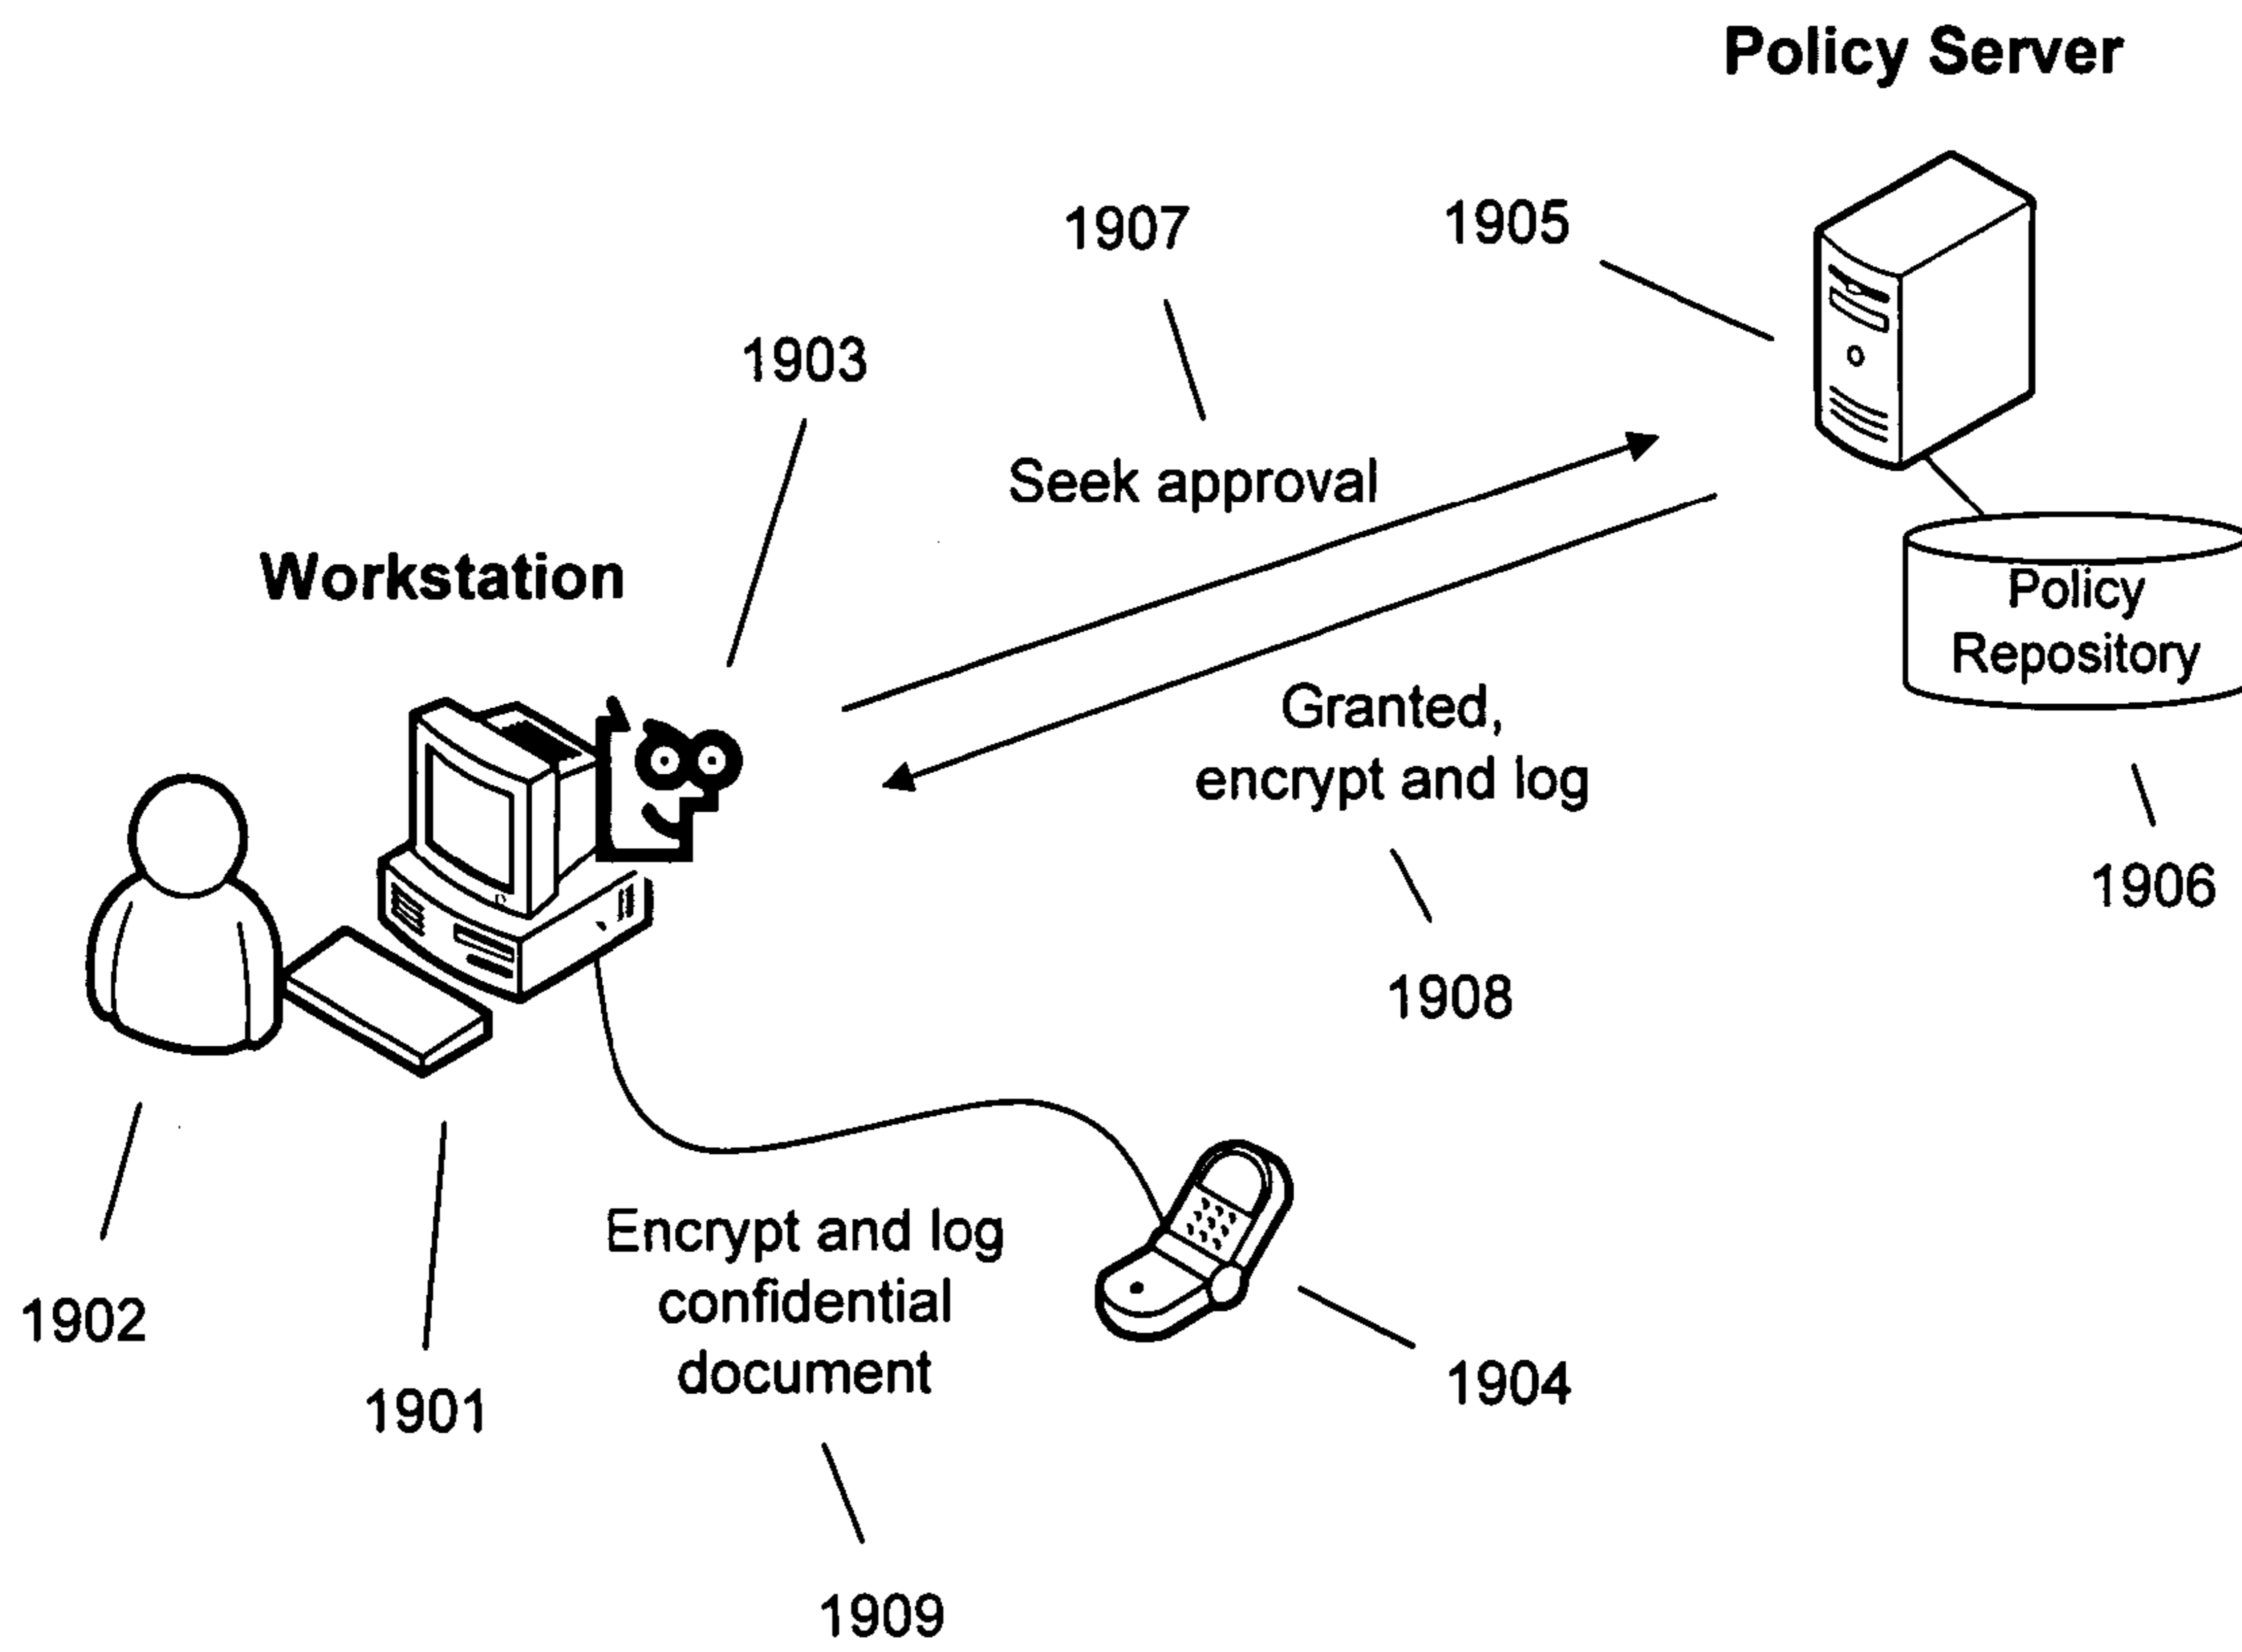 Policy Server
1907
1905
1903
Seek approval
Workstation
Policy
Repository
Granted,
encrypt and log
1906
1908
Encrypt and log
confidential
document
1902
1901
1904
1909